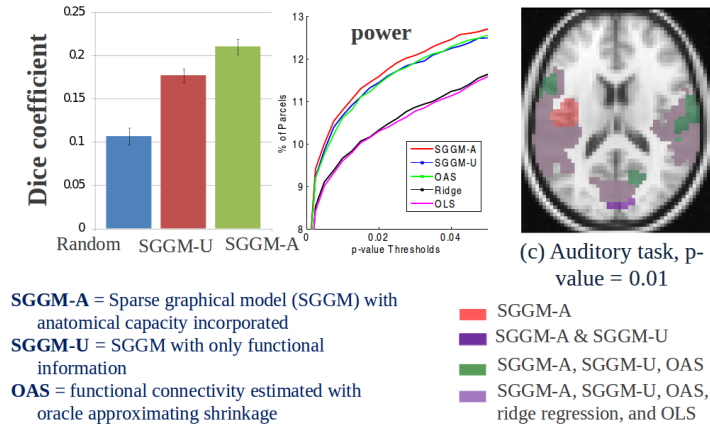 Dice coefficient
0.25
0.2
0.15
0.1
0.05
0
Random
SGGM-U
SGGM-A
power
% of Parcels
13
12
11
10
9
8
0
0.02
0.04
p-value Thresholds
SGGM-A
SGGM-U
OAS
Ridge
OLS
(c) Auditory task, p-
value = 0.01
SGGM-A = Sparse graphical model (SGGM) with
anatomical capacity incorporated
SGGM-U = SGGM with only functional
information
OAS = functional connectivity estimated with
oracle approximating shrinkage
SGGM-A
SGGM-A & SGGM-U
SGGM-A, SGGM-U, OAS
SGGM-A, SGGM-U, OAS,
ridge regression, and OLS